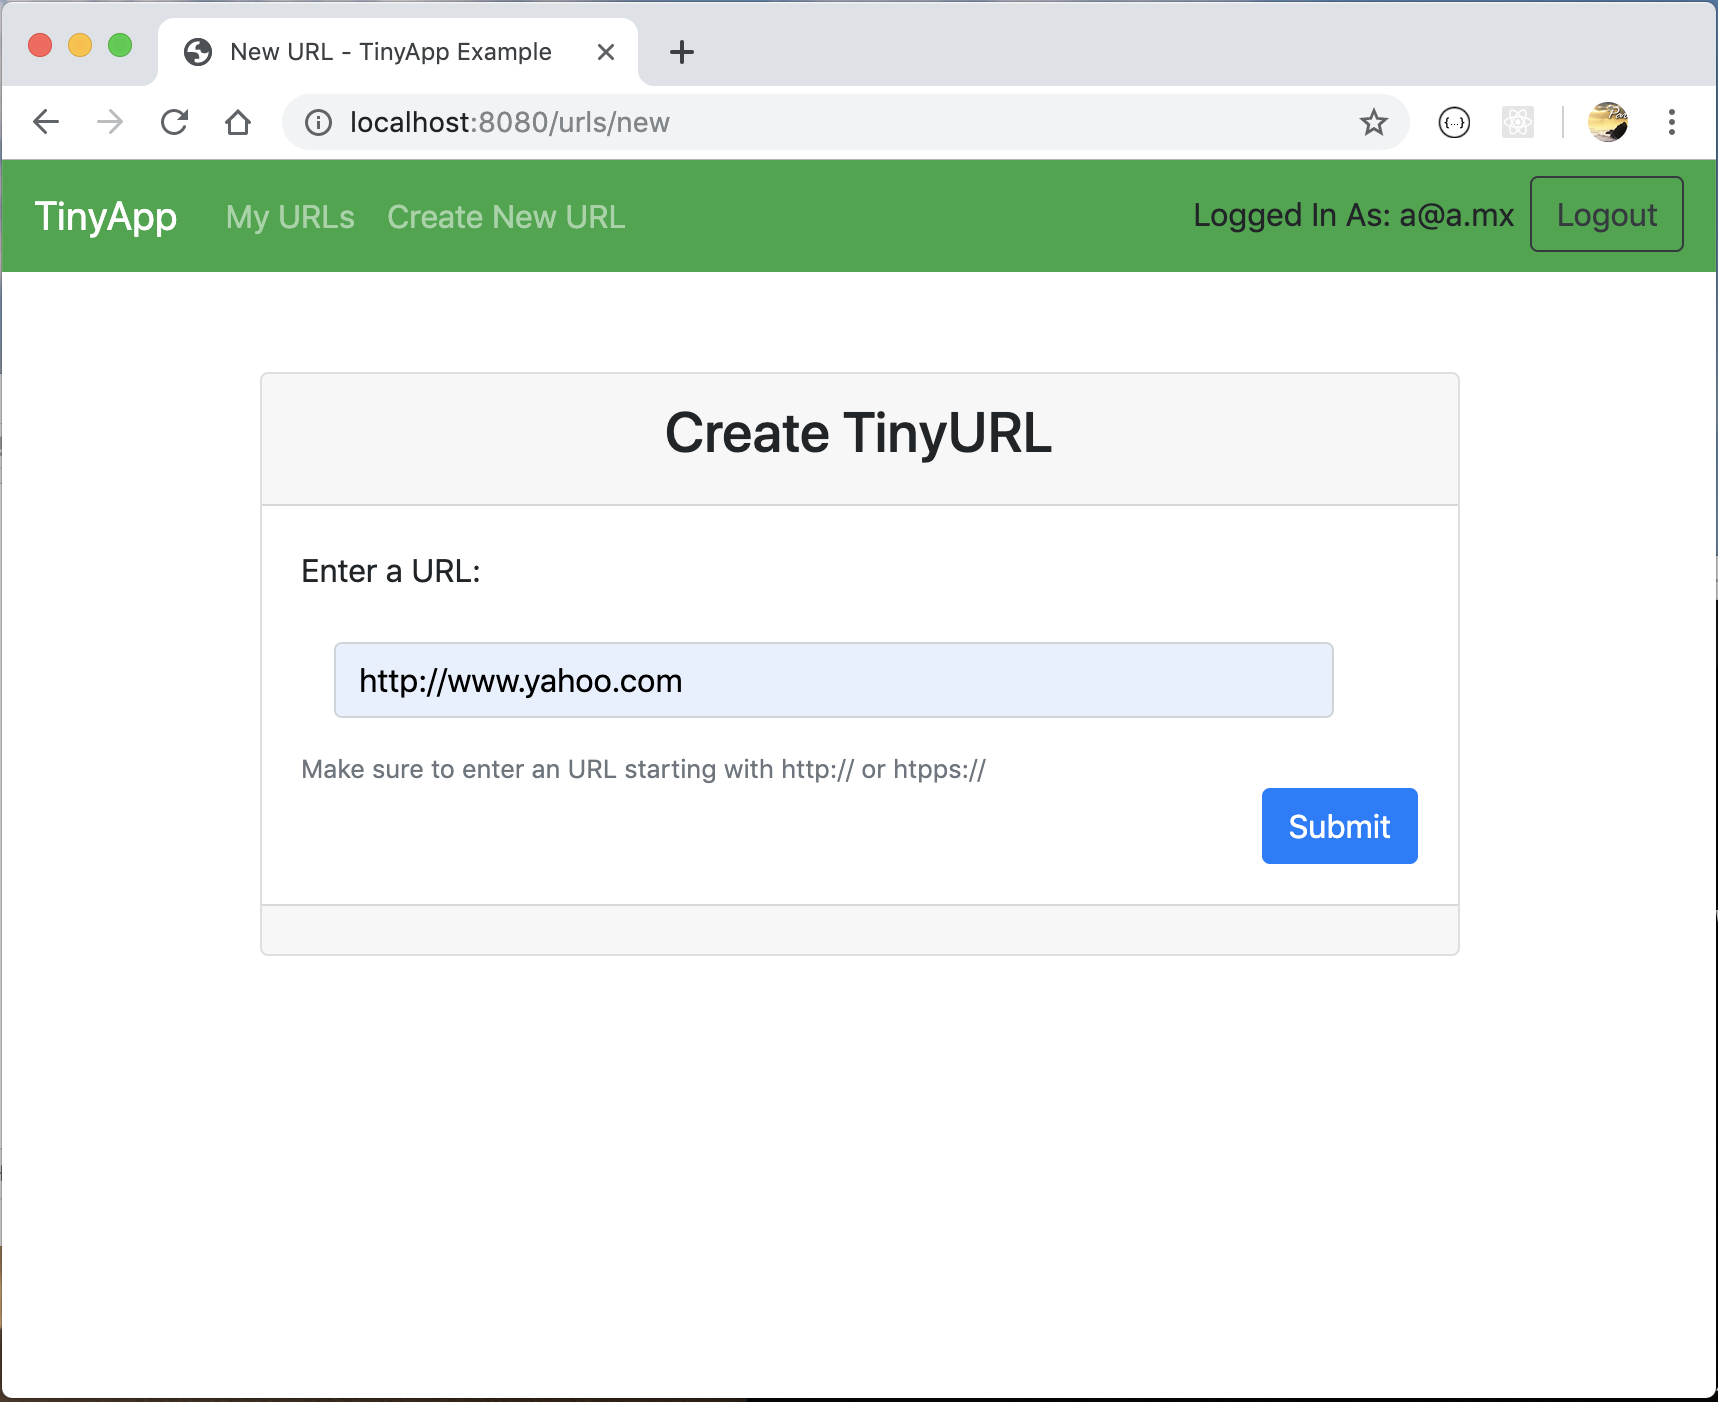 New URL - TinyApp Example
localhost:8080/urls/new
TinyApp My URLs Create New URL Logged In As: a@a.mx Logout
Create TinyURL
Enter a URL:
http://www.yahoo.com
Make sure to enter an URL starting with http:// or htpps://
Submit